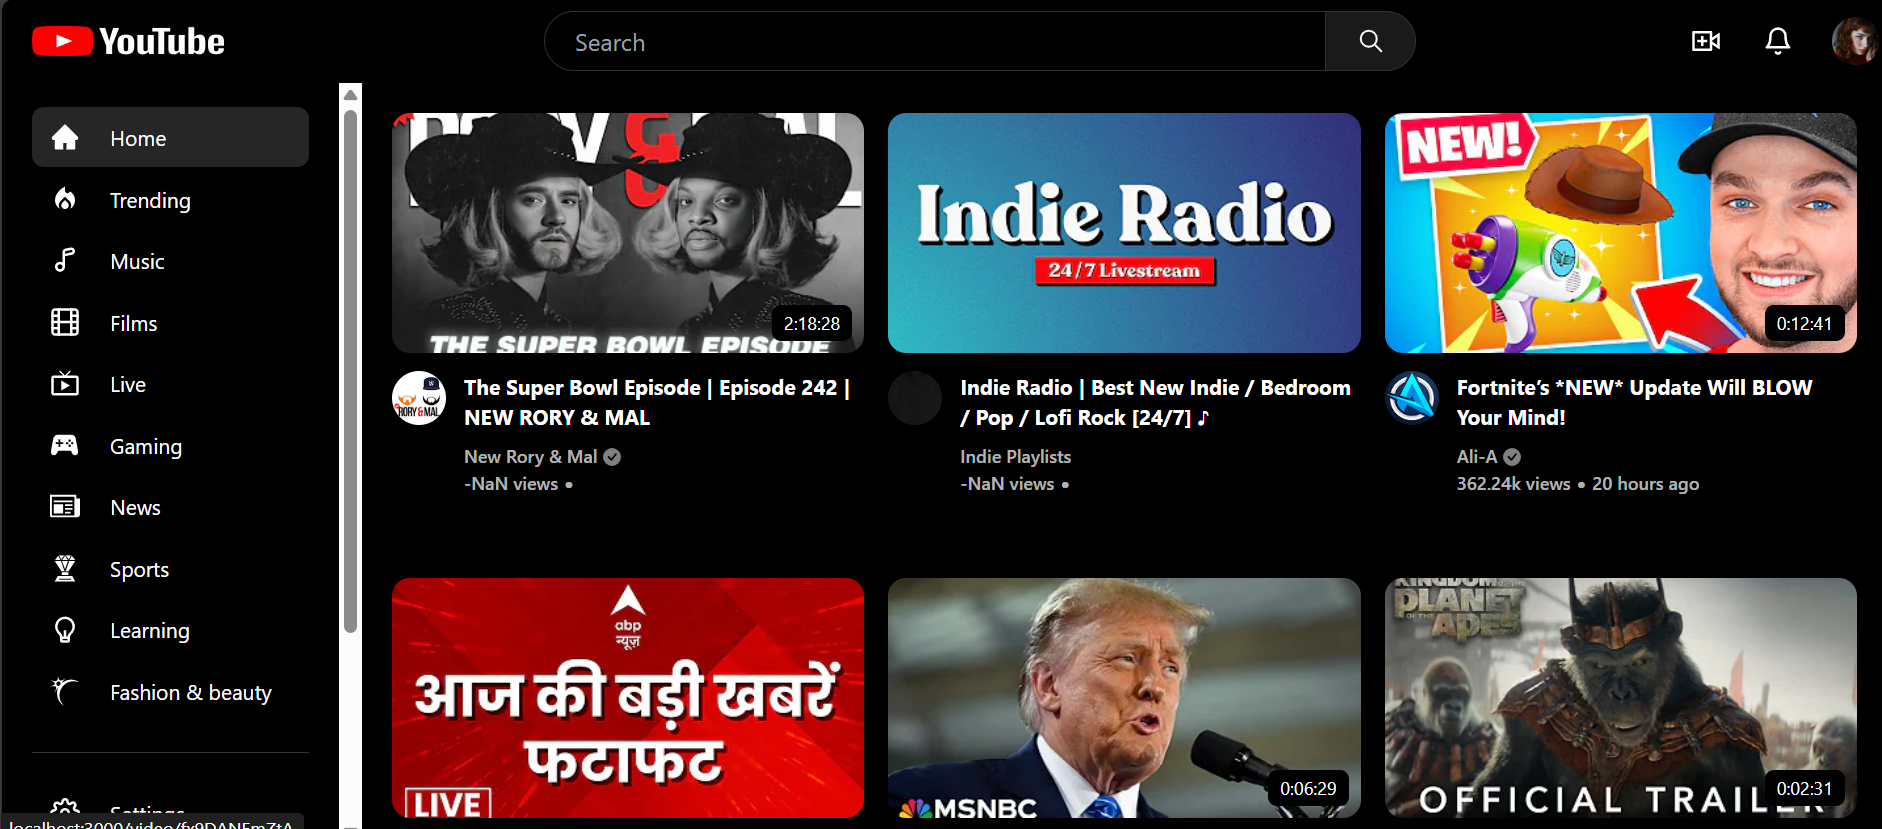 YouTube
Search
Home
Trending
Music
Films
Live
Gaming
News
Sports
Learning
Fashion & beauty
Settings
localhost:3000/video/
THE SUPER BOWL EPISODE
2:18:28
The Super Bowl Episode | Episode 242 |
NEW RORY & MAL
RORY & MAL
New Rory & Mal
-NaN views •
Indie Radio
24/7 Livestream
Indie Radio | Best New Indie / Bedroom
/ Pop / Lofi Rock [24/7] ♪
Indie Playlists
-NaN views •
NEW!
0:12:41
Fortnite’s *NEW* Update Will BLOW
Your Mind!
Ali-A
362.24k views • 20 hours ago
abp
न्यूज़
आज की बड़ी खबरें
फटाफट
LIVE
MSNBC
0:06:29
KINGDOM OF THE
PLANET
OF THE APES
OFFICIAL TRAILER
0:02:31